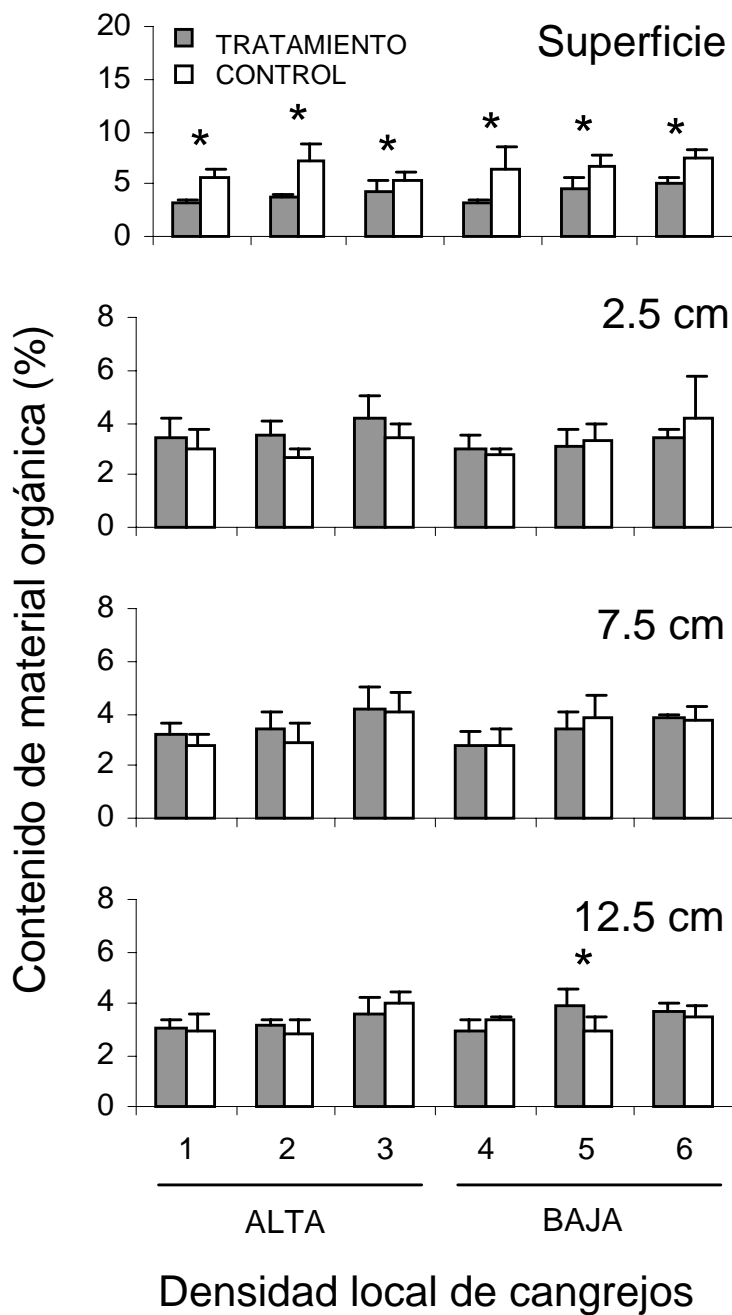 Contenido de material orgánica (%)
Superficie
TRATAMIENTO
CONTROL
20
15
10
5
0
* * * * * *
2.5 cm
8
6
4
2
0
7.5 cm
8
6
4
2
0
12.5 cm
8
6
4
2
0
*
1 2 3 4 5 6
ALTA BAJA
Densidad local de cangrejos